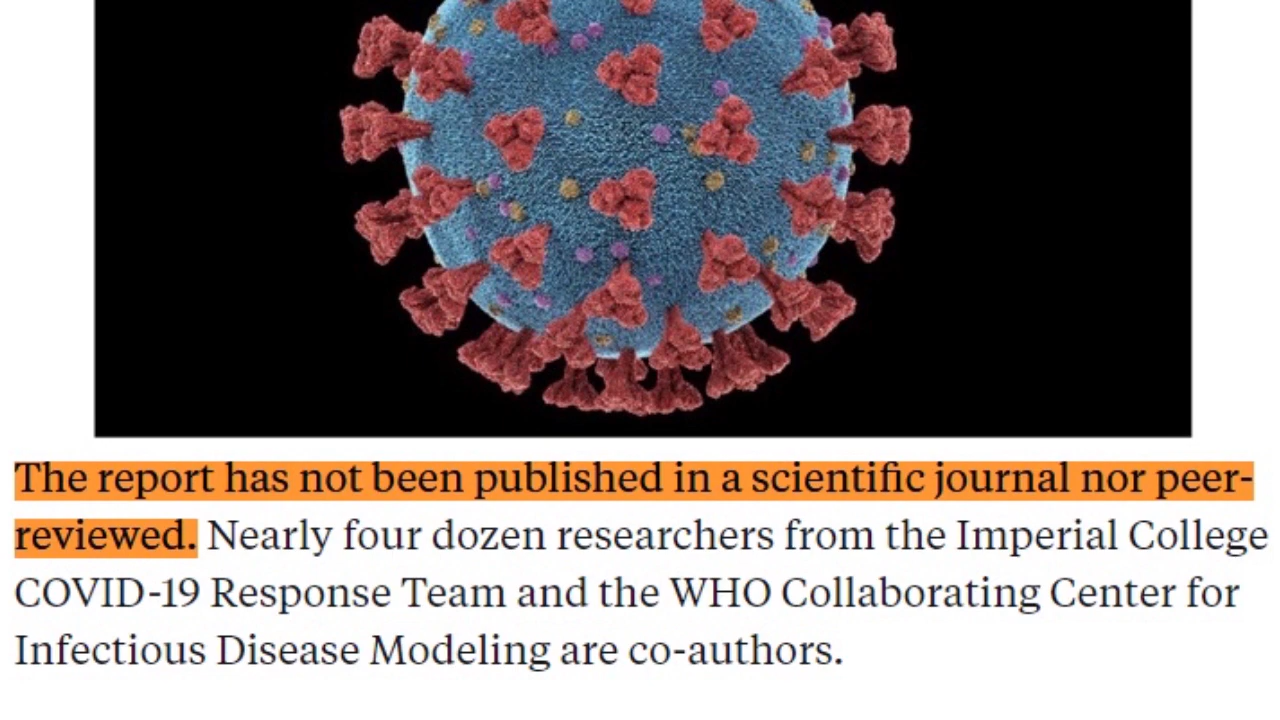 The report has not been published in a scientific journal nor peer-
reviewed. Nearly four dozen researchers from the Imperial College
COVID-19 Response Team and the WHO Collaborating Center for
Infectious Disease Modeling are co-authors.